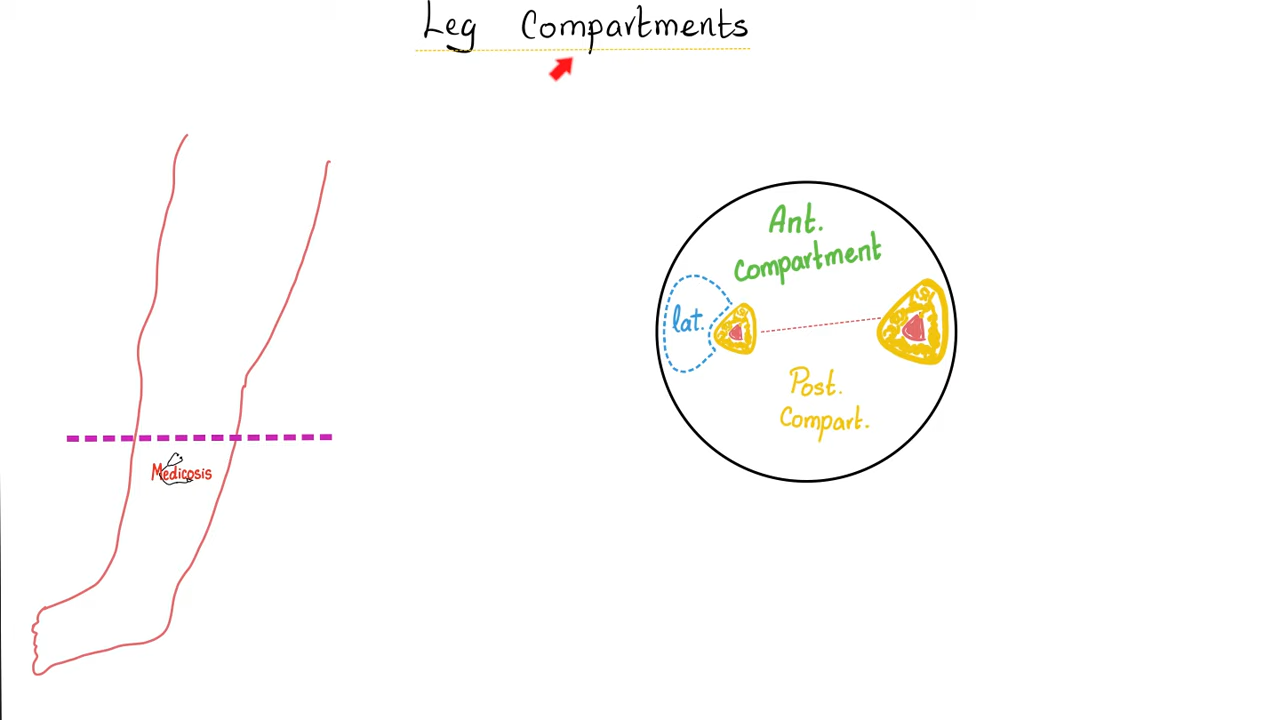 Leg Compartments
Ant.
compartment
lat.
Post.
Compart.
Medicosis